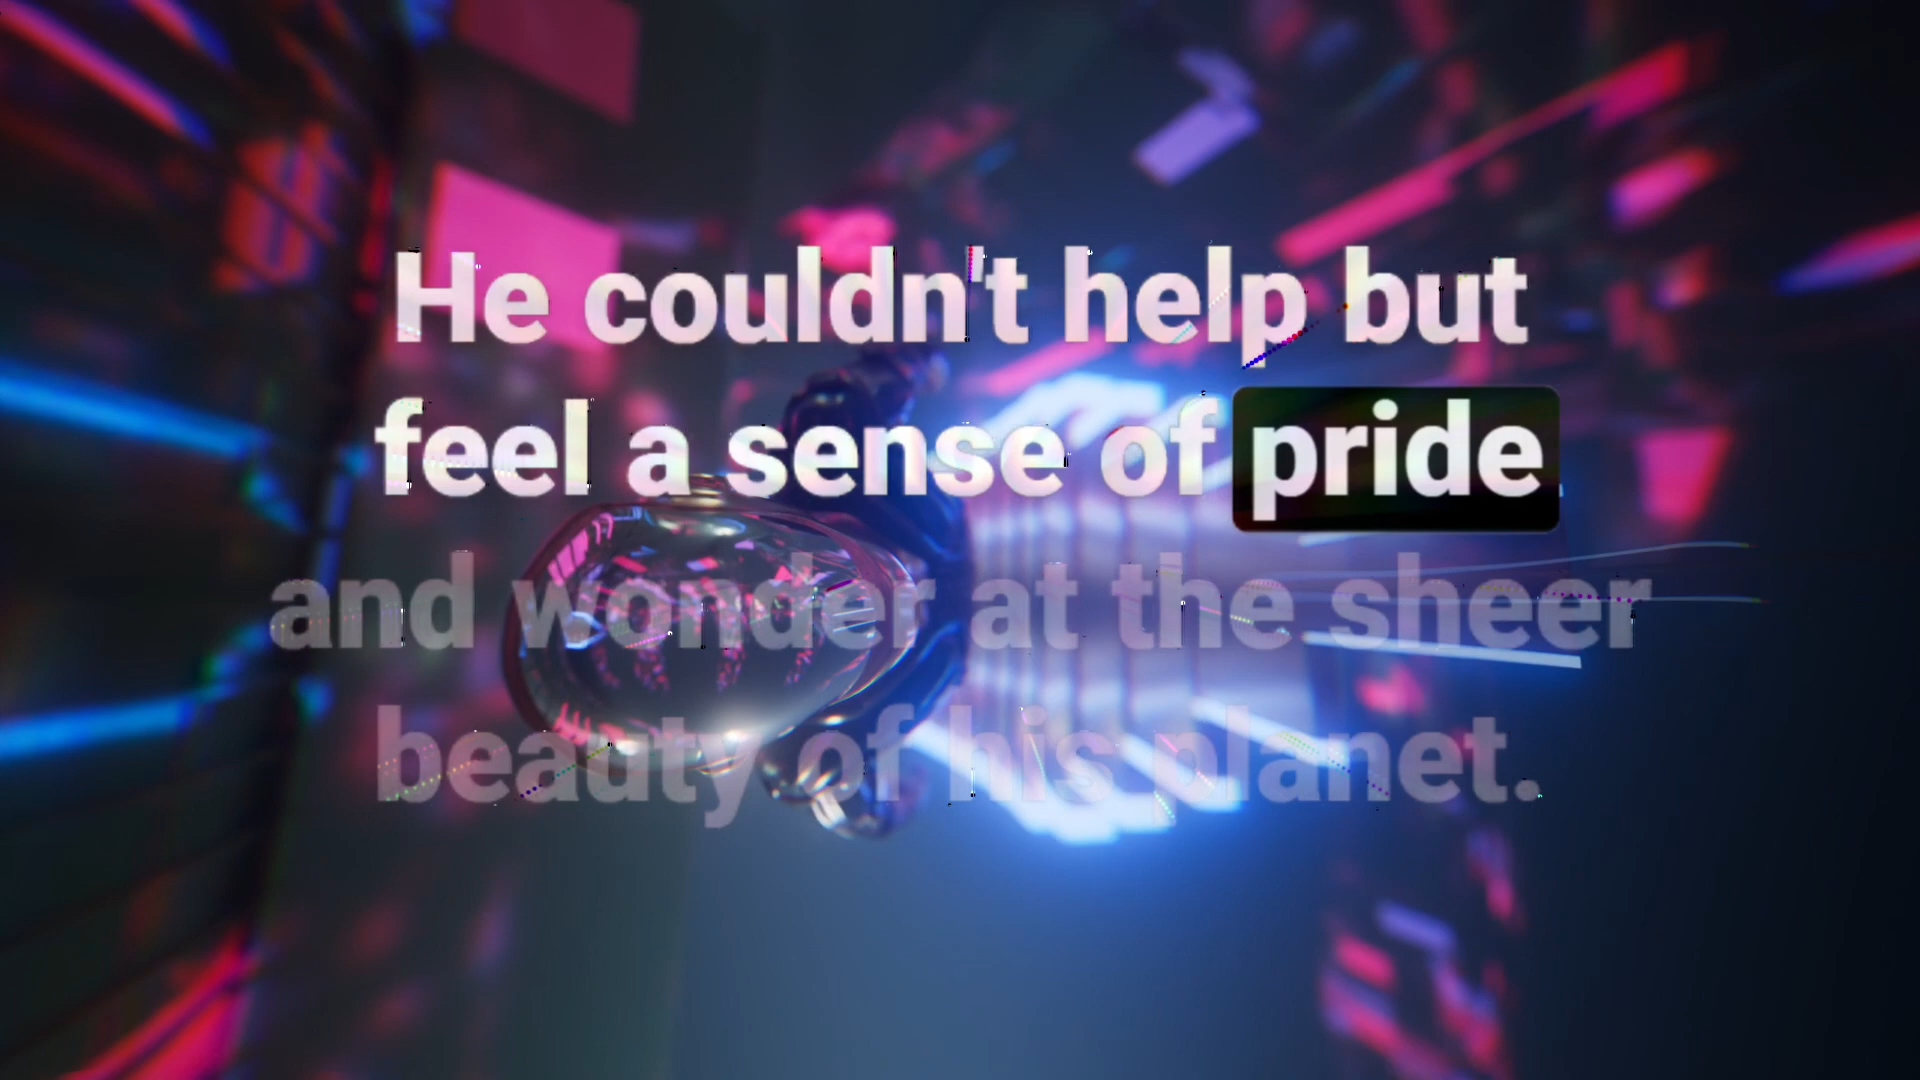 He couldn't help but
feel a sense of pride
and wonder at the sheer
beauty of his planet.